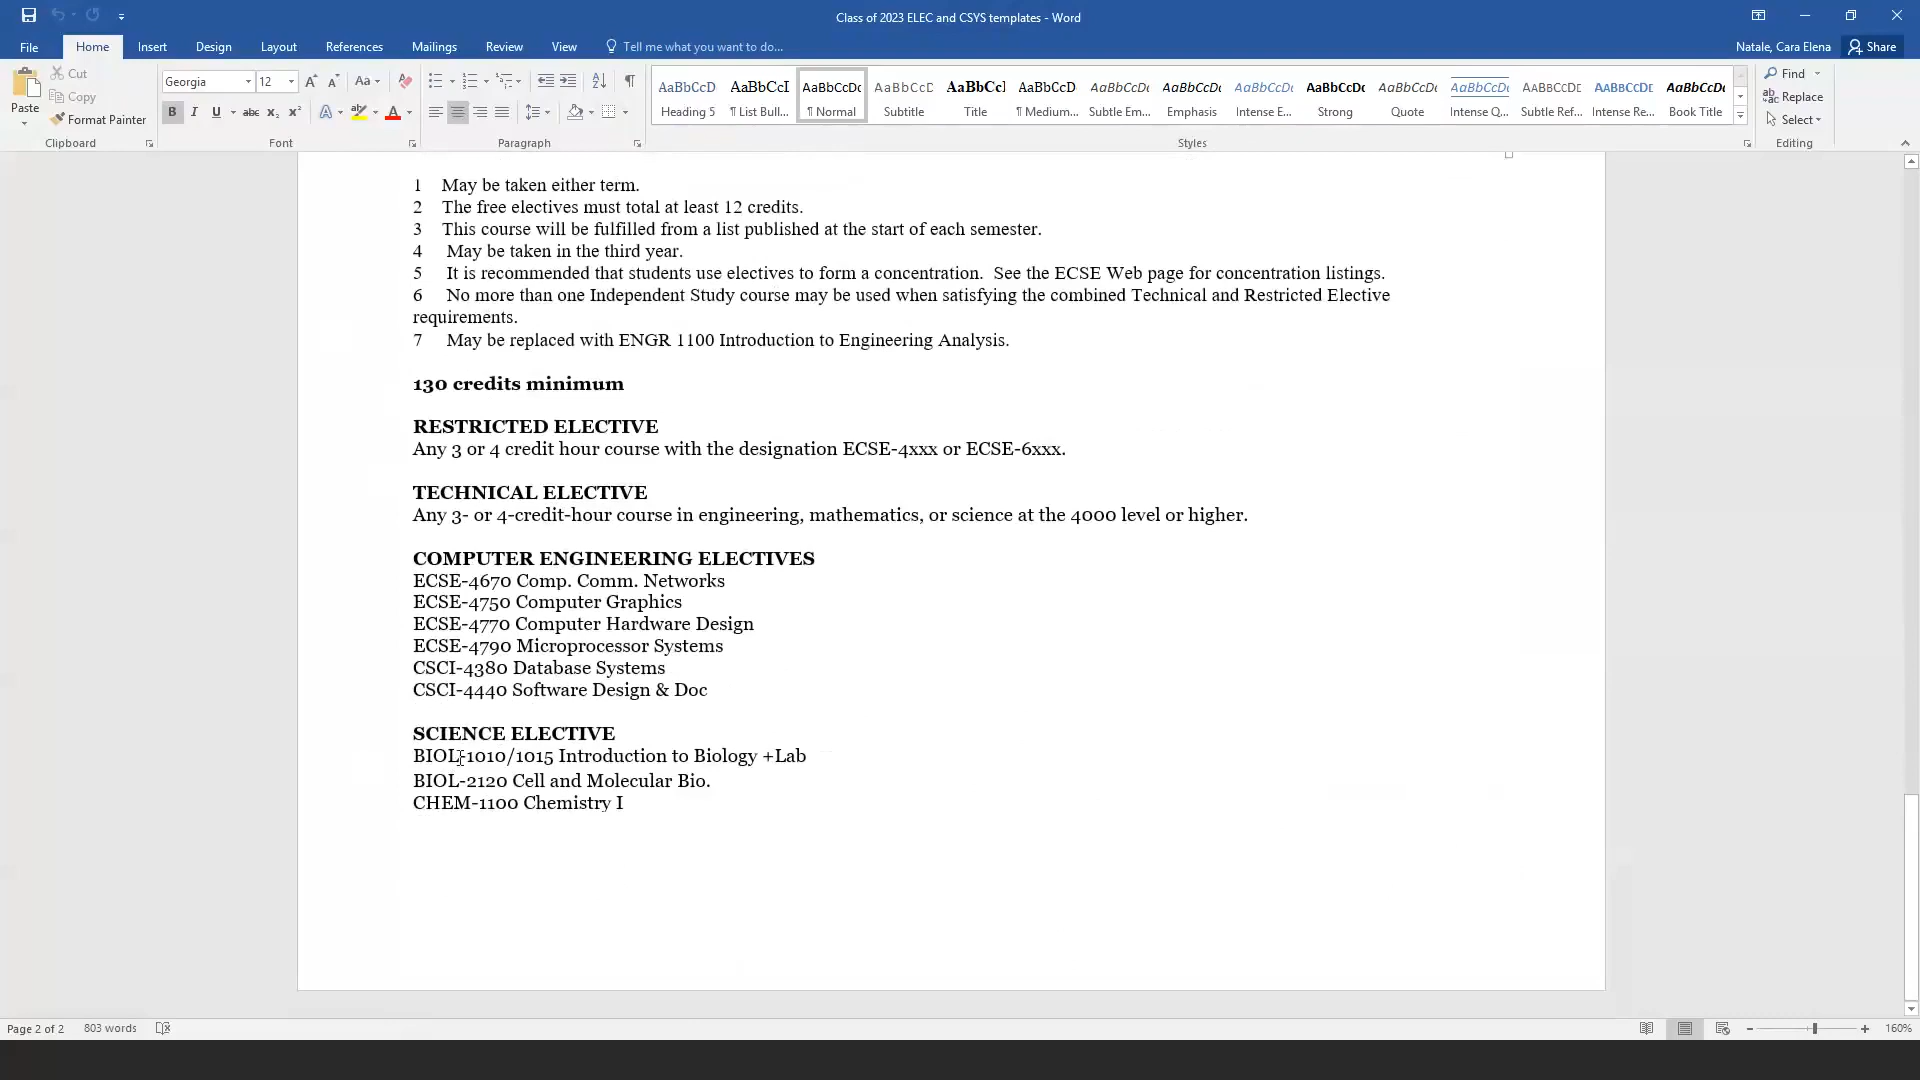 Class of 2023 ELEC and CSYS templates - Word
File Home Insert Design Layout References Mailings Review View Tell me what you want to do... Natale, Cara Elena Share
Paste Cut Copy Format Painter
Georgia 12 Aa
B I U abc x₂ x² A ab A
AaBbCcD AaBbCcI AaBbCcDc AaBbCcD AaBbCcI AaBbCcD AaBbCcDc AaBbCcDc AaBbCcDc AaBbCcDc AaBbCcDc AaBbCcDc AABBCCDE AABBCCDE AaBbCcDc
Heading 5 ¶ List Bull... ¶ Normal Subtitle Title ¶ Medium... Subtle Em... Emphasis Intense E... Strong Quote Intense Q... Subtle Ref... Intense Re... Book Title
Find Replace Select
Clipboard Font Paragraph Styles Editing
1 May be taken either term.
2 The free electives must total at least 12 credits.
3 This course will be fulfilled from a list published at the start of each semester.
4 May be taken in the third year.
5 It is recommended that students use electives to form a concentration. See the ECSE Web page for concentration listings.
6 No more than one Independent Study course may be used when satisfying the combined Technical and Restricted Elective
requirements.
7 May be replaced with ENGR 1100 Introduction to Engineering Analysis.
130 credits minimum
RESTRICTED ELECTIVE
Any 3 or 4 credit hour course with the designation ECSE-4xxx or ECSE-6xxx.
TECHNICAL ELECTIVE
Any 3- or 4-credit-hour course in engineering, mathematics, or science at the 4000 level or higher.
COMPUTER ENGINEERING ELECTIVES
ECSE-4670 Comp. Comm. Networks
ECSE-4750 Computer Graphics
ECSE-4770 Computer Hardware Design
ECSE-4790 Microprocessor Systems
CSCI-4380 Database Systems
CSCI-4440 Software Design & Doc
SCIENCE ELECTIVE
BIOL-1010/1015 Introduction to Biology +Lab
BIOL-2120 Cell and Molecular Bio.
CHEM-1100 Chemistry I
Page 2 of 2 803 words 160%